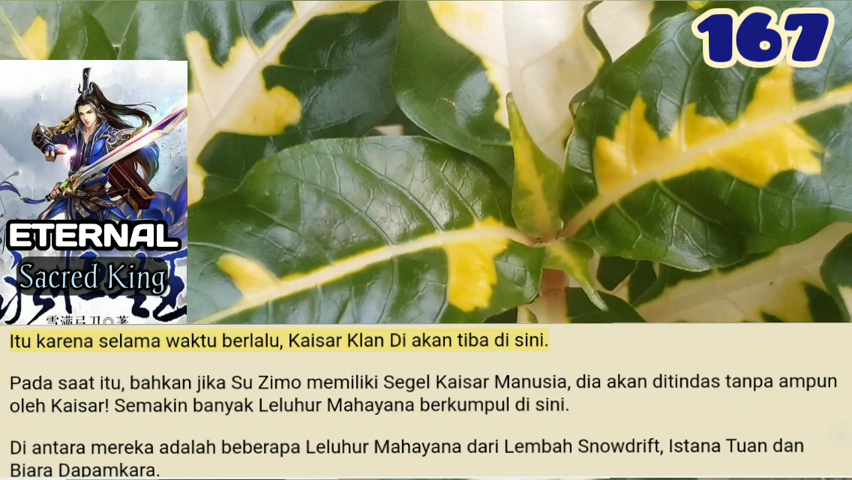 167
ETERNAL
Sacred King
Itu karena selama waktu berlalu, Kaisar Klan Di akan tiba di sini.
Pada saat itu, bahkan jika Su Zimo memiliki Segel Kaisar Manusia, dia akan ditindas tanpa ampun
oleh Kaisar! Semakin banyak Leluhur Mahayana berkumpul di sini.
Di antara mereka adalah beberapa Leluhur Mahayana dari Lembah Snowdrift, Istana Tuan dan
Biara Dapamkara.